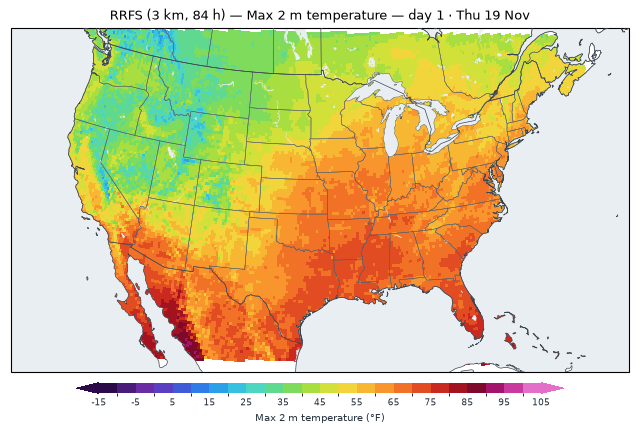 RRFS (3 km, 84 h) — Max 2 m temperature — day 1 · Thu 19 Nov
-15 -5 5 15 25 35 45 55 65 75 85 95 105
Max 2 m temperature (°F)